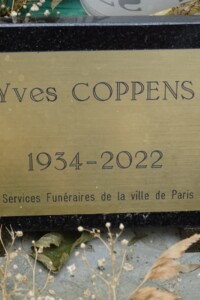 Yves COPPENS
1934-2022
Services Funéraires de la ville de Paris